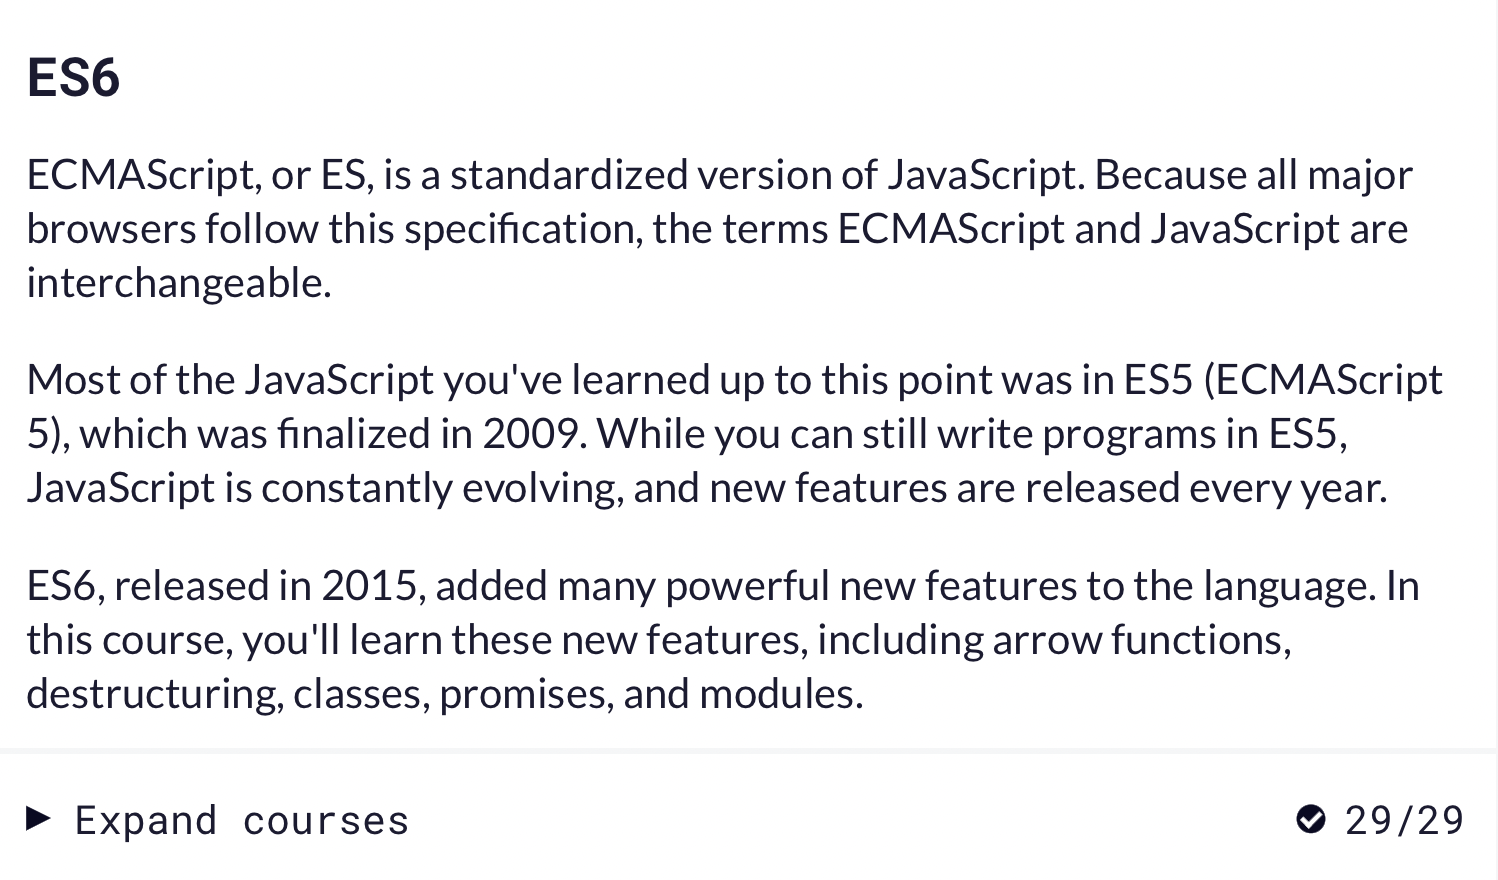 ES6
ECMAScript, or ES, is a standardized version of JavaScript. Because all major
browsers follow this specification, the terms ECMAScript and JavaScript are
interchangeable.
Most of the JavaScript you've learned up to this point was in ES5 (ECMAScript
5), which was finalized in 2009. While you can still write programs in ES5,
JavaScript is constantly evolving, and new features are released every year.
ES6, released in 2015, added many powerful new features to the language. In
this course, you'll learn these new features, including arrow functions,
destructuring, classes, promises, and modules.
Expand courses 29/29